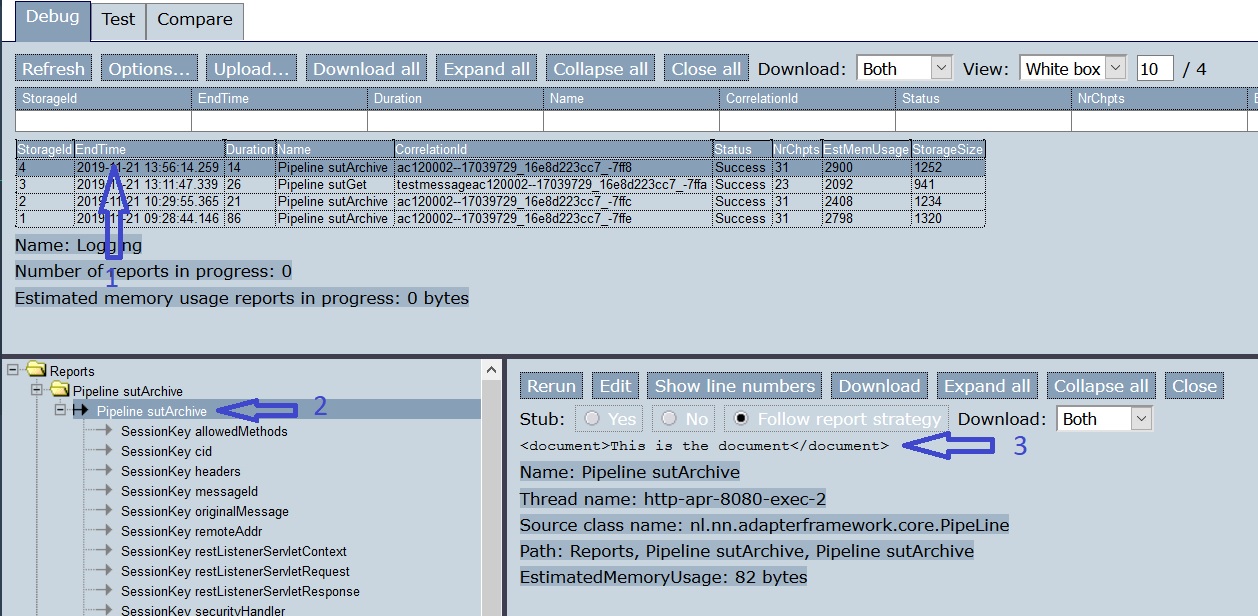 Debug Test Compare
Refresh Options... Upload... Download all Expand all Collapse all Close all Download: Both View: White box 10 / 4
StorageId EndTime Duration Name CorrelationId Status NrChpts E
StorageId EndTime Duration Name CorrelationId Status NrChpts EstMemUsage StorageSize
4 2019-11-21 13:56:14.259 14 Pipeline sutArchive ac120002--17039729_16e8d223cc7_-7ff8 Success 31 2900 1252
3 2019-11-21 13:11:47.339 26 Pipeline sutGet testmessageac120002--17039729_16e8d223cc7_-7ffa Success 23 2092 941
2 2019-11-21 10:29:55.365 21 Pipeline sutArchive ac120002--17039729_16e8d223cc7_-7ffc Success 31 2408 1234
1 2019-11-21 09:28:44.146 86 Pipeline sutArchive ac120002--17039729_16e8d223cc7_-7ffe Success 31 2798 1320
Name: Logging
Number of reports in progress: 0
1
Estimated memory usage reports in progress: 0 bytes
Reports
Pipeline sutArchive
Pipeline sutArchive 2
SessionKey allowedMethods
SessionKey cid
SessionKey headers
SessionKey messageId
SessionKey originalMessage
SessionKey remoteAddr
SessionKey restListenerServletContext
SessionKey restListenerServletRequest
SessionKey restListenerServletResponse
SessionKey securityHandler
Rerun Edit Show line numbers Download Expand all Collapse all Close
Stub: Yes No Follow report strategy Download: Both
<document>This is the document</document> 3
Name: Pipeline sutArchive
Thread name: http-apr-8080-exec-2
Source class name: nl.nn.adapterframework.core.PipeLine
Path: Reports, Pipeline sutArchive, Pipeline sutArchive
EstimatedMemoryUsage: 82 bytes